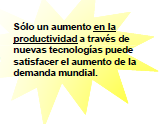 Sólo un aumento en la
productividad a través de
nuevas tecnologías puede
satisfacer el aumento de la
demanda mundial.